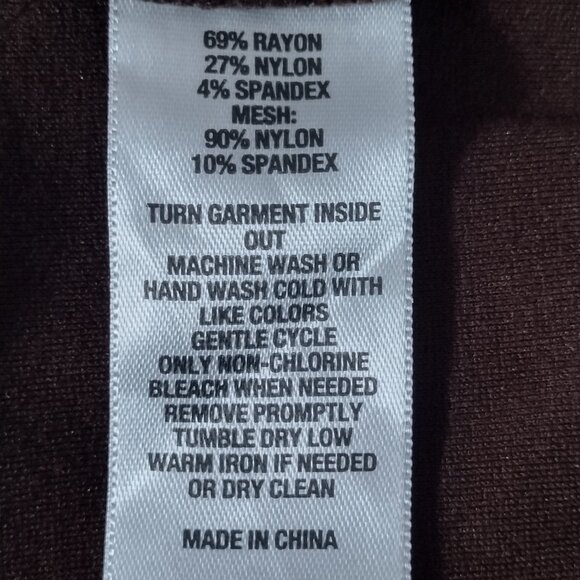 69% RAYON
27% NYLON
4% SPANDEX
MESH:
90% NYLON
10% SPANDEX
TURN GARMENT INSIDE
OUT
MACHINE WASH OR
HAND WASH COLD WITH
LIKE COLORS
GENTLE CYCLE
ONLY NON-CHLORINE
BLEACH WHEN NEEDED
REMOVE PROMPTLY
TUMBLE DRY LOW
WARM IRON IF NEEDED
OR DRY CLEAN
MADE IN CHINA